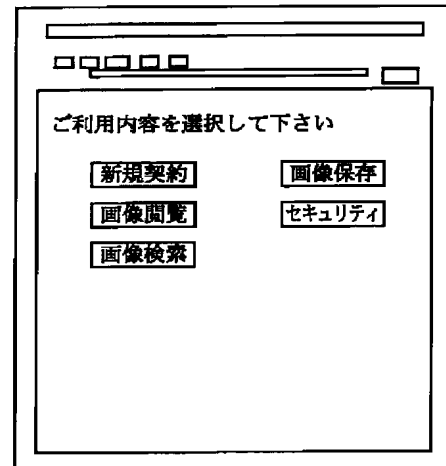 ご利用内容を選択して下さい
新規契約
画像保存
画像閲覧
セキュリティ
画像検索